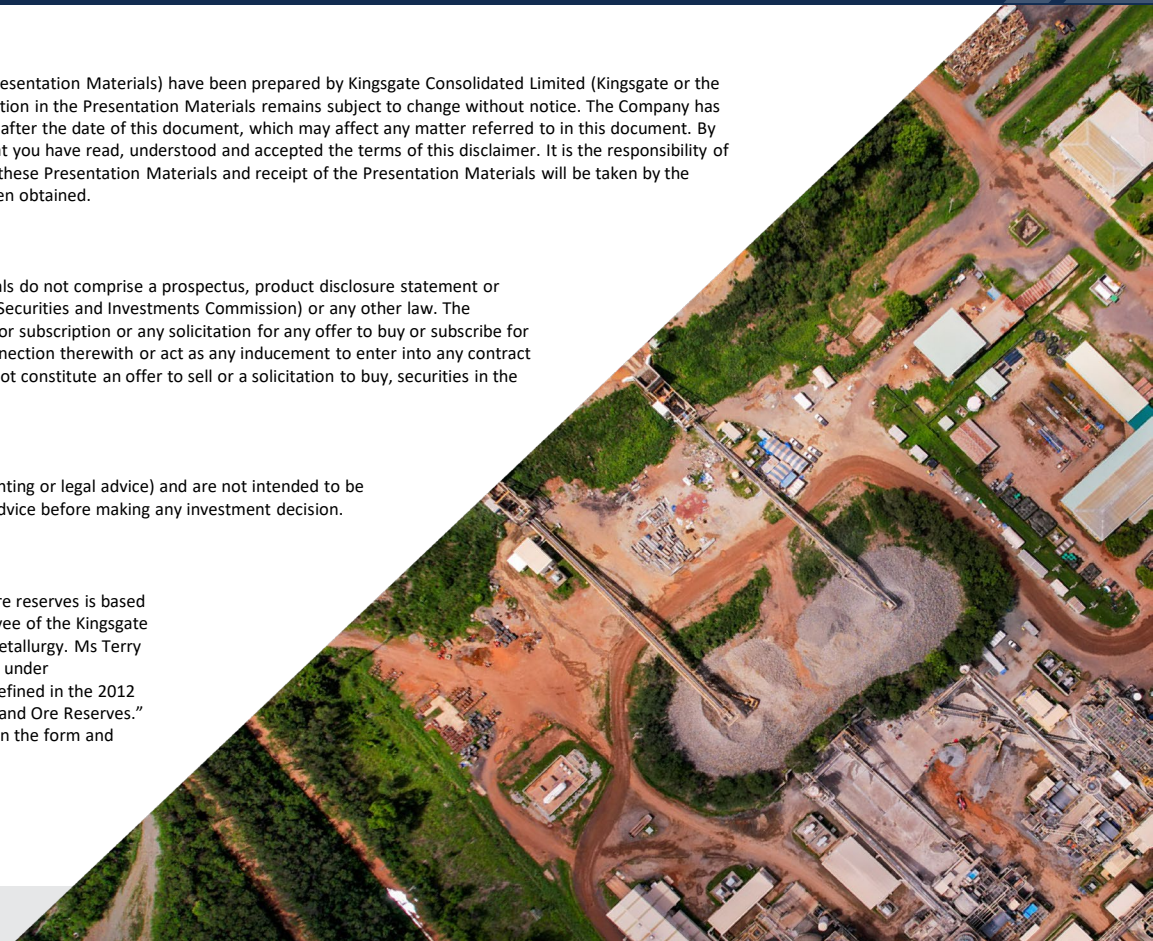 esentation Materials) have been prepared by Kingsgate Consolidated Limited (Kingsgate or the
tion in the Presentation Materials remains subject to change without notice. The Company has
after the date of this document, which may affect any matter referred to in this document. By
t you have read, understood and accepted the terms of this disclaimer. It is the responsibility of
these Presentation Materials and receipt of the Presentation Materials will be taken by the
en obtained.
ls do not comprise a prospectus, product disclosure statement or
Securities and Investments Commission) or any other law. The
or subscription or any solicitation for any offer to buy or subscribe for
nection therewith or act as any inducement to enter into any contract
ot constitute an offer to sell or a solicitation to buy, securities in the
nting or legal advice) and are not intended to be
dvice before making any investment decision.
re reserves is based
yee of the Kingsgate
etallurgy. Ms Terry
under
efined in the 2012
and Ore Reserves.”
n the form and